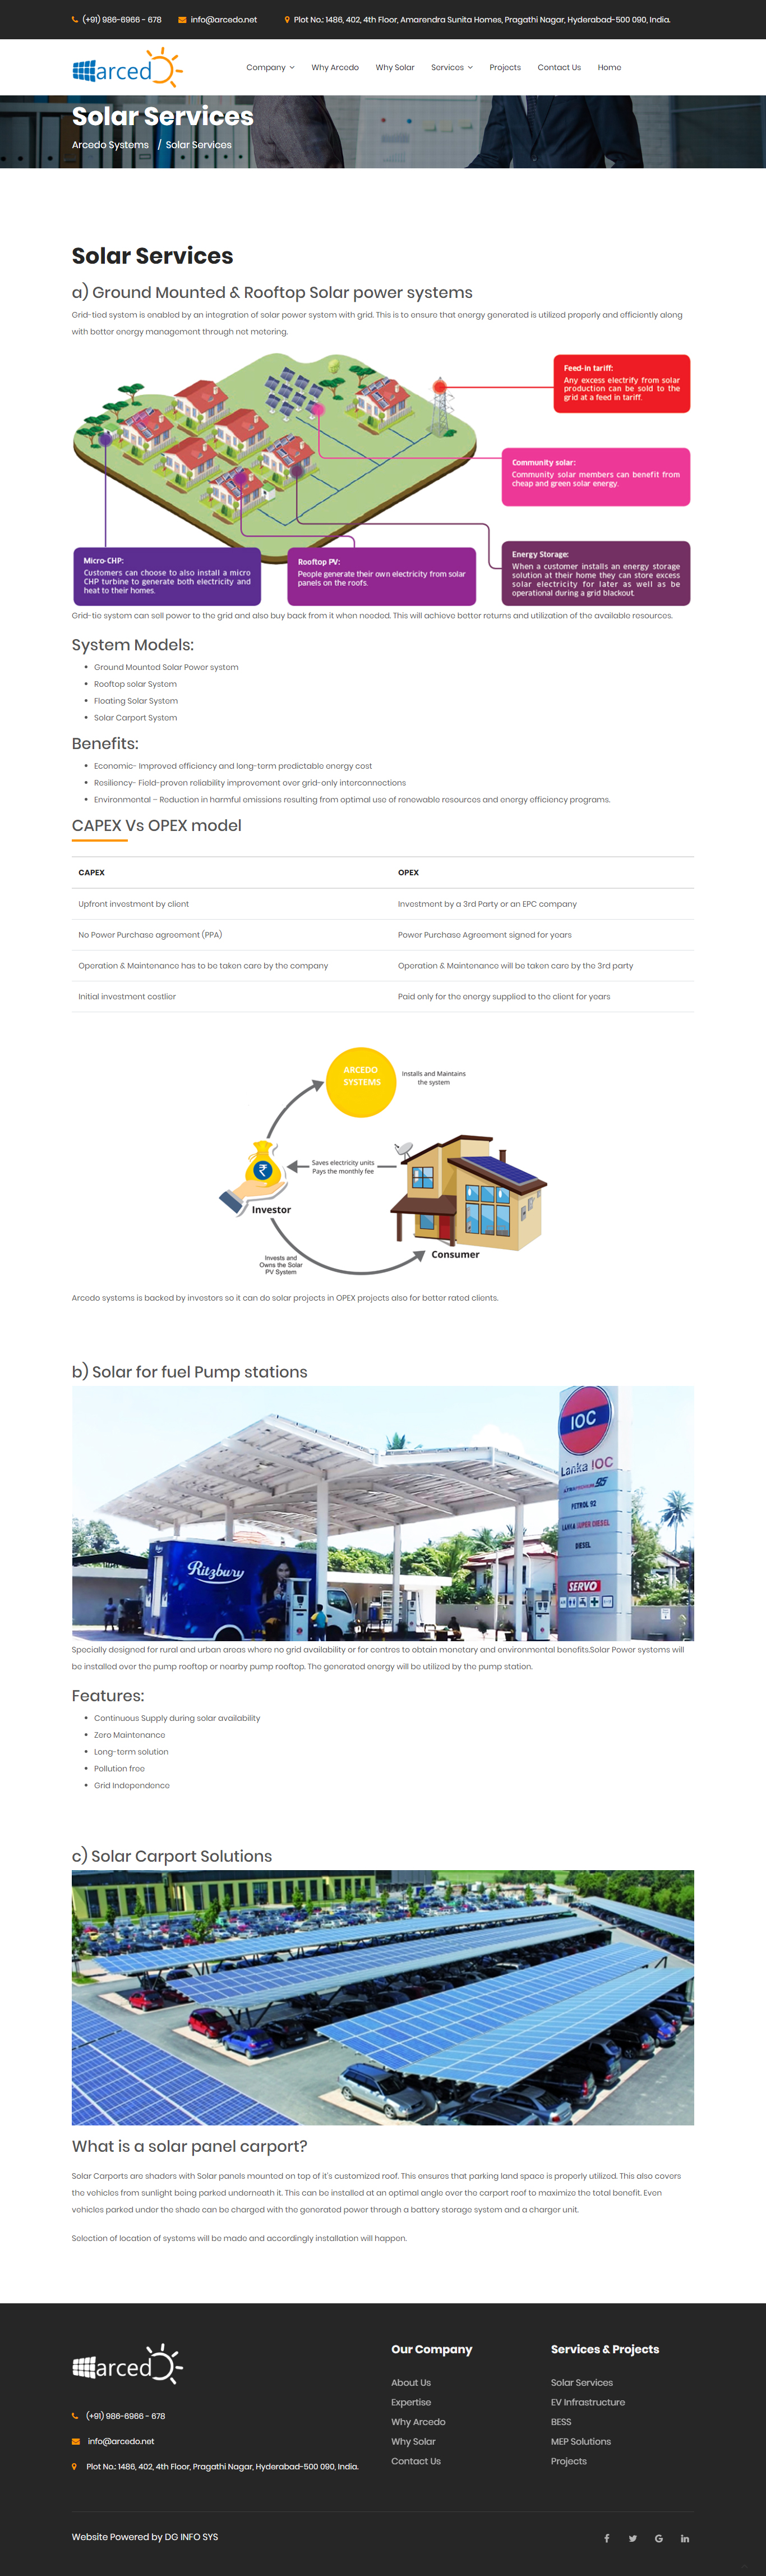 (+91) 986-6966 - 678 info@arcedo.net Plot No.: 1486, 402, 4th Floor, Amarendra Sunita Homes, Pragathi Nagar, Hyderabad-500 090, India.
arcedo
Company Why Arcedo Why Solar Services Projects Contact Us Home
Solar Services
Arcedo Systems / Solar Services
Solar Services
a) Ground Mounted & Rooftop Solar power systems
Grid-tied system is enabled by an integration of solar power system with grid. This is to ensure that energy generated is utilized properly and efficiently along
with better energy management through net metering.
Feed-in tariff:
Any excess electrify from solar
production can be sold to the
grid at a feed in tariff.
Community solar:
Community solar members can benefit from
cheap and green solar energy.
Micro-CHP:
Customers can choose to also install a micro
CHP turbine to generate both electricity and
heat to their homes.
Rooftop PV:
People generate their own electricity from solar
panels on the roofs.
Energy Storage:
When a customer installs an energy storage
solution at their home they can store excess
solar electricity for later as well as be
operational during a grid blackout.
Grid-tie system can sell power to the grid and also buy back from it when needed. This will achieve better returns and utilization of the available resources.
System Models:
• Ground Mounted Solar Power system
• Rooftop solar System
• Floating Solar System
• Solar Carport System
Benefits:
• Economic- Improved efficiency and long-term predictable energy cost
• Resiliency- Field-proven reliability improvement over grid-only interconnections
• Environmental – Reduction in harmful emissions resulting from optimal use of renewable resources and energy efficiency programs.
CAPEX Vs OPEX model
CAPEX OPEX
Upfront investment by client Investment by a 3rd Party or an EPC company
No Power Purchase agreement (PPA) Power Purchase Agreement signed for years
Operation & Maintenance has to be taken care by the company Operation & Maintenance will be taken care by the 3rd party
Initial investment costlier Paid only for the energy supplied to the client for years
ARCEDO
SYSTEMS
Installs and Maintains
the system
Saves electricity units
Pays the monthly fee
Investor
Consumer
Invests and
Owns the Solar
PV System
Arcedo systems is backed by investors so it can do solar projects in OPEX projects also for better rated clients.
b) Solar for fuel Pump stations
IOC
Lanka IOC
95
PETROL 92
LANKA SUPER DIESEL
DIESEL
SERVO
Ritzbury
Specially designed for rural and urban areas where no grid availability or for centres to obtain monetary and environmental benefits.Solar Power systems will
be installed over the pump rooftop or nearby pump rooftop. The generated energy will be utilized by the pump station.
Features:
• Continuous Supply during solar availability
• Zero Maintenance
• Long-term solution
• Pollution free
• Grid Independence
c) Solar Carport Solutions
What is a solar panel carport?
Solar Carports are shaders with Solar panels mounted on top of it's customized roof. This ensures that parking land space is properly utilized. This also covers
the vehicles from sunlight being parked underneath it. This can be installed at an optimal angle over the carport roof to maximize the total benefit. Even
vehicles parked under the shade can be charged with the generated power through a battery storage system and a charger unit.
Selection of location of systems will be made and accordingly installation will happen.
arcedo
(+91) 986-6966 - 678
info@arcedo.net
Plot No.: 1486, 402, 4th Floor, Pragathi Nagar, Hyderabad-500 090, India.
Our Company
About Us
Expertise
Why Arcedo
Why Solar
Contact Us
Services & Projects
Solar Services
EV Infrastructure
BESS
MEP Solutions
Projects
Website Powered by DG INFO SYS